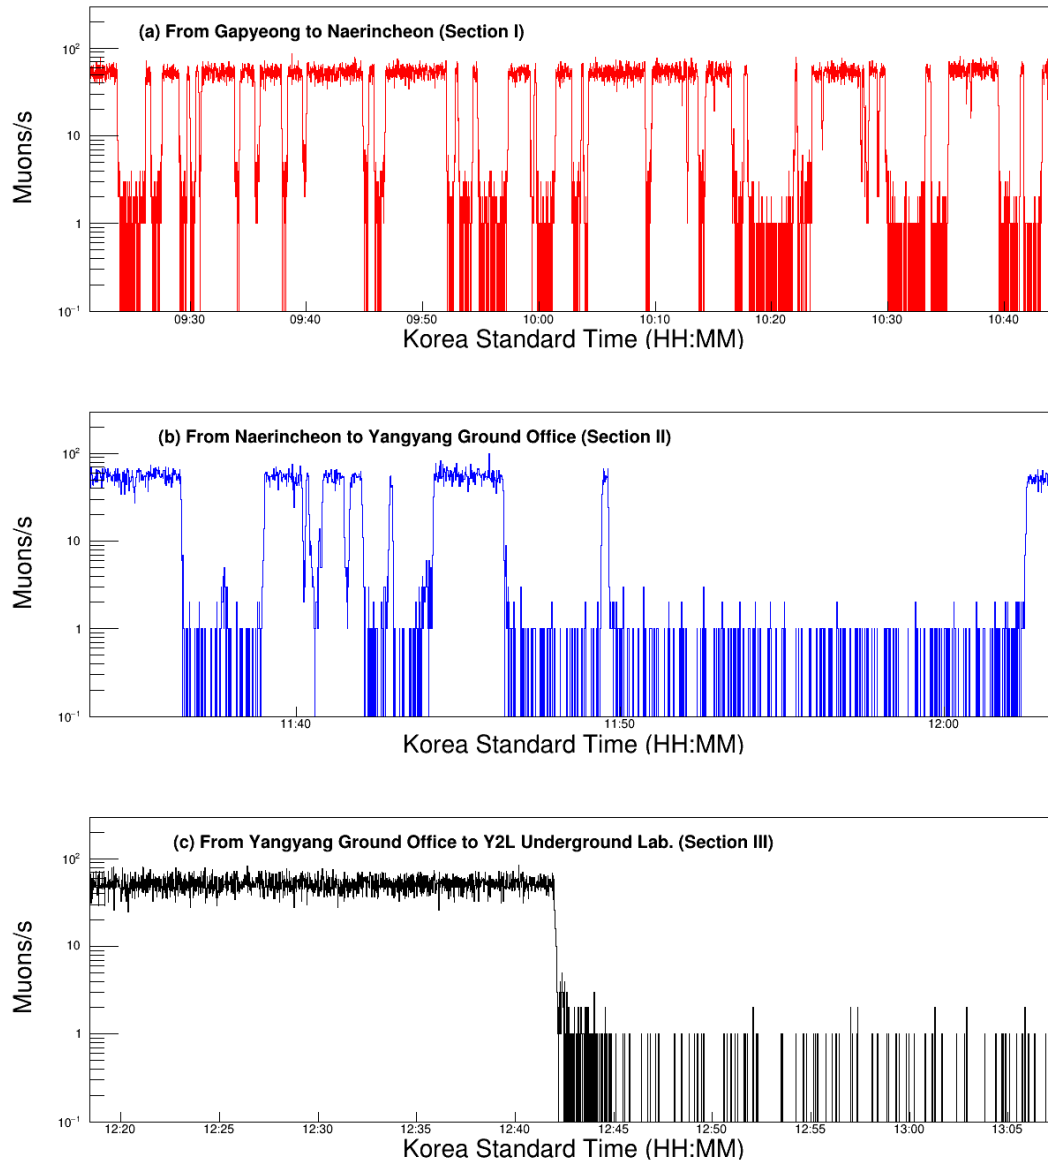 (a) From Gapyeong to Naerincheon (Section I)
10²
10
1
10⁻¹
Muons/s
09:30 09:40 09:50 10:00 10:10 10:20 10:30 10:40
Korea Standard Time (HH:MM)
(b) From Naerincheon to Yangyang Ground Office (Section II)
10²
10
1
10⁻¹
Muons/s
11:40 11:50 12:00
Korea Standard Time (HH:MM)
(c) From Yangyang Ground Office to Y2L Underground Lab. (Section III)
10²
10
1
10⁻¹
Muons/s
12:20 12:25 12:30 12:35 12:40 12:45 12:50 12:55 13:00 13:05
Korea Standard Time (HH:MM)